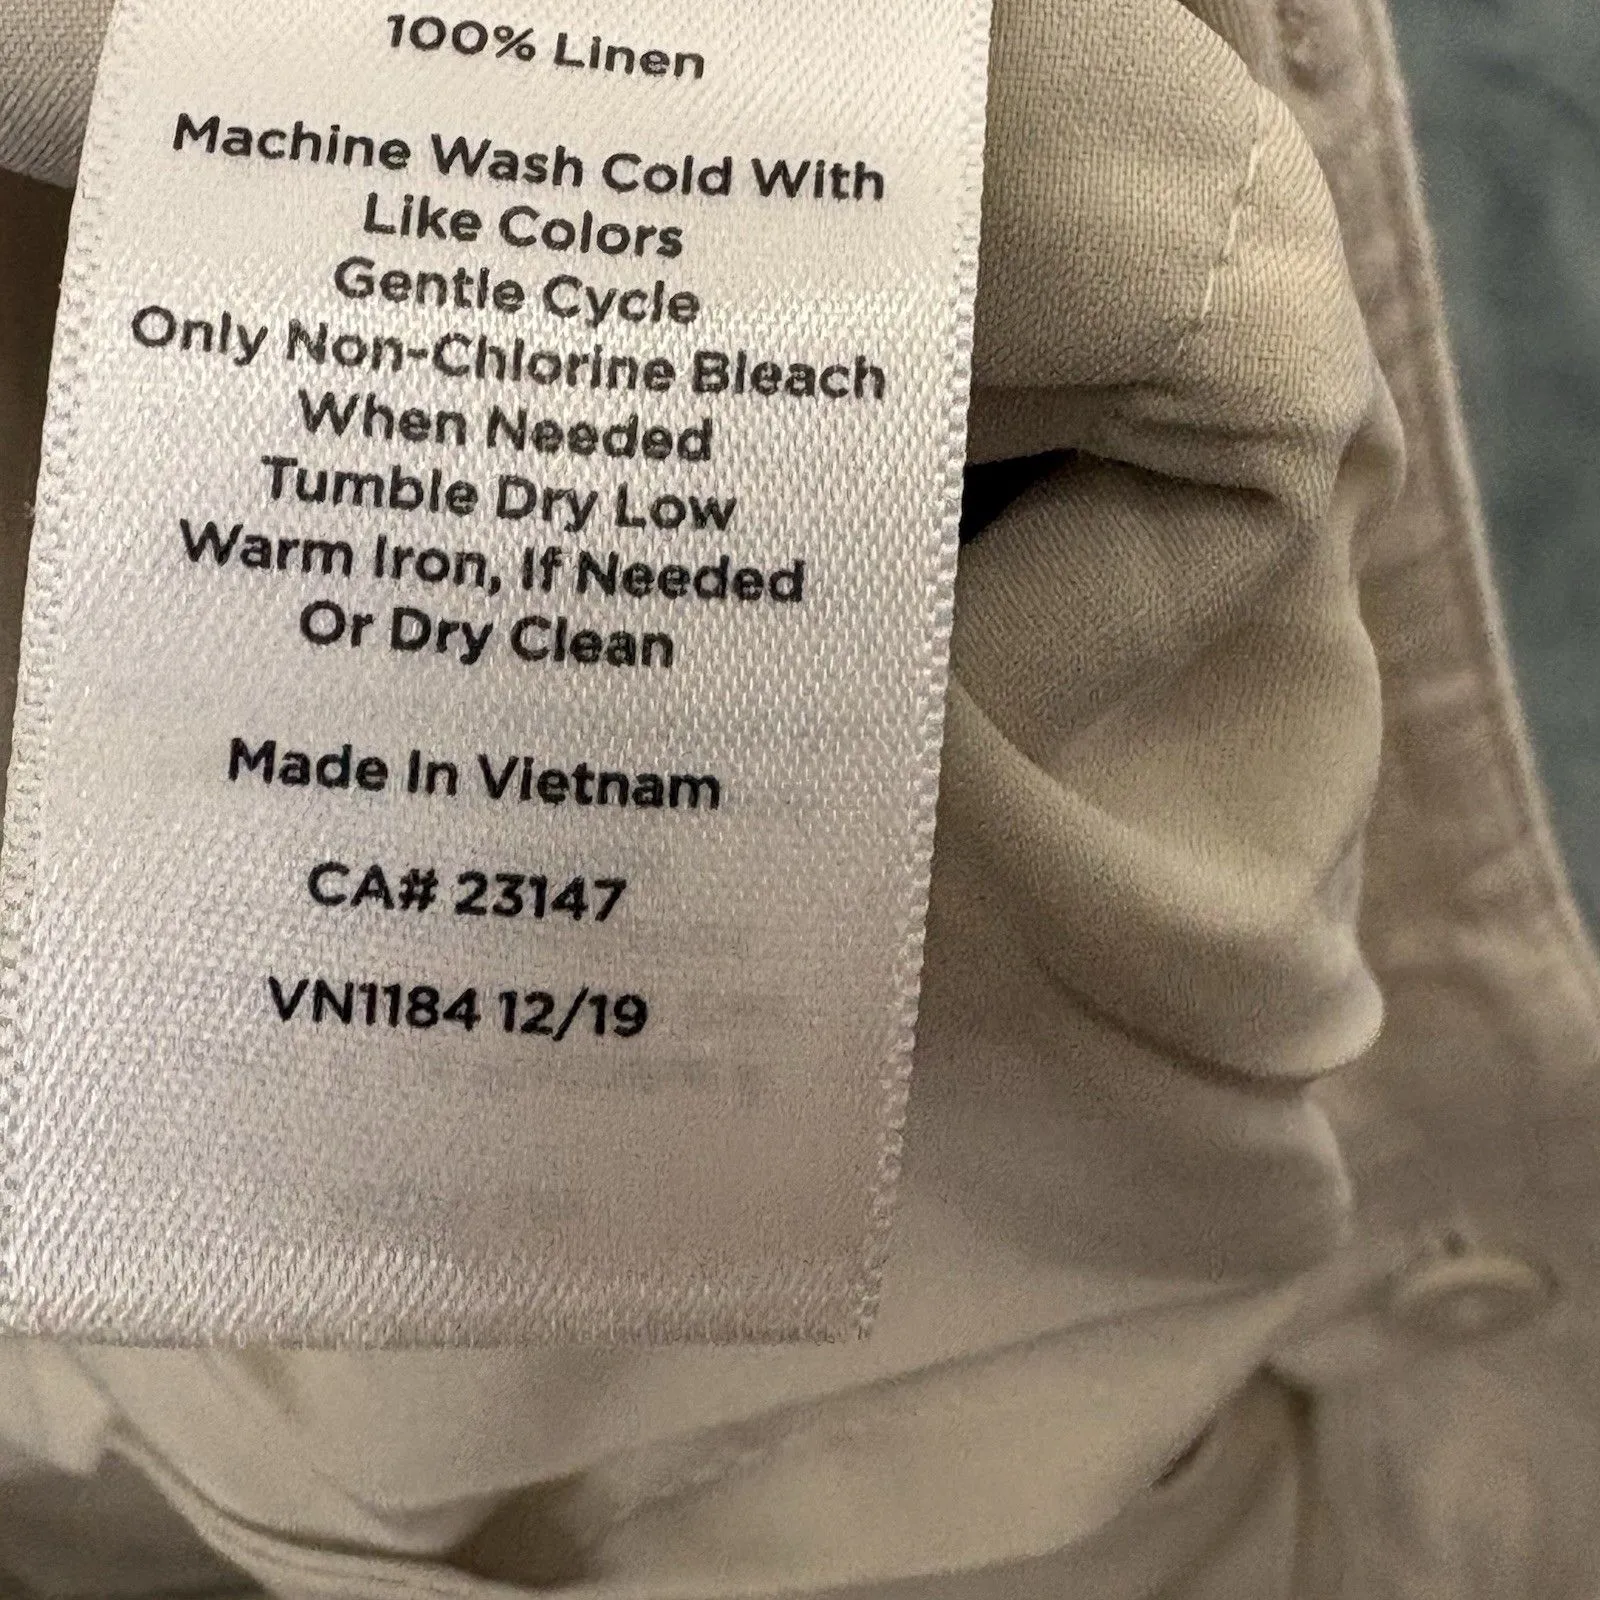 100% Linen
Machine Wash Cold With
Like Colors
Gentle Cycle
Only Non-Chlorine Bleach
When Needed
Tumble Dry Low
Warm Iron, If Needed
Or Dry Clean
Made In Vietnam
CA# 23147
VN1184 12/19